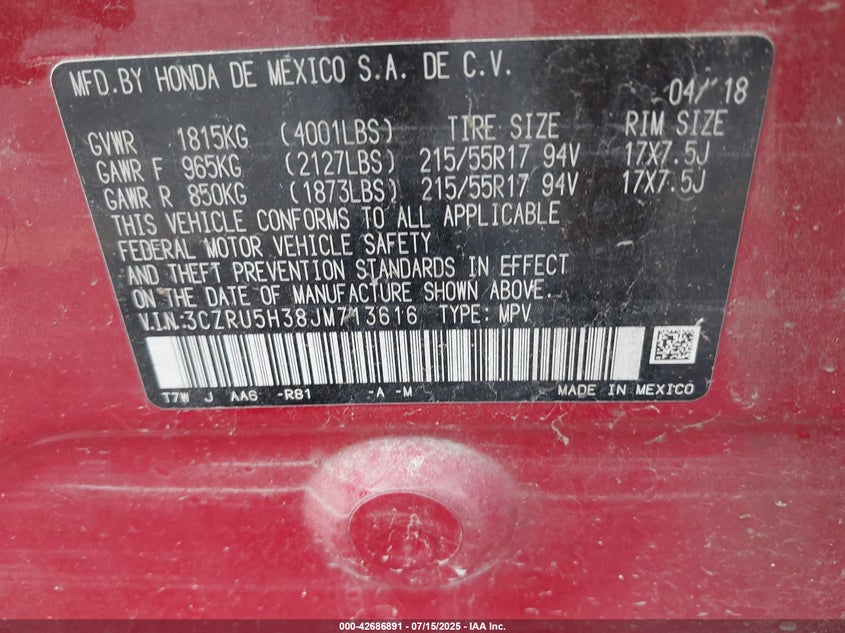 MFD.BY HONDA DE MEXICO S.A. DE C.V.
04/ 18
GVWR 1815KG (4001LBS) TIRE SIZE RIM SIZE
GAWR F 965KG (2127LBS) 215/55R17 94V 17X7.5J
GAWR R 850KG (1873LBS) 215/55R17 94V 17X7.5J
THIS VEHICLE CONFORMS TO ALL APPLICABLE
FEDERAL MOTOR VEHICLE SAFETY
AND THEFT PREVENTION STANDARDS IN EFFECT
ON THE DATE OF MANUFACTURE SHOWN ABOVE.
V.I.N:3CZRU5H38JM713616 TYPE: MPV
T7W J AA6 -R81 -A -M MADE IN MEXICO
000-42686891 - 07/15/2025 - IAA Inc.